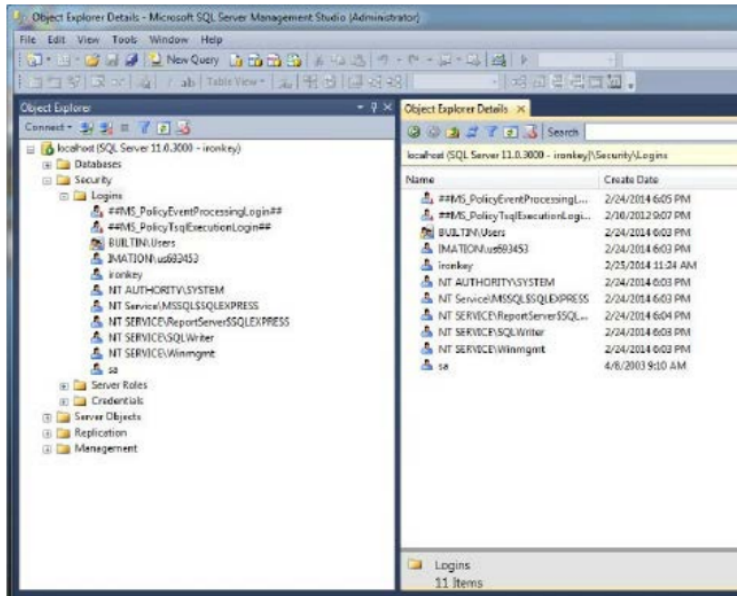 Object Explorer Details - Microsoft SQL Server Management Studio (Administrator)
File Edit View Tools Window Help
New Query
Table View
Object Explorer
Connect
localhost (SQL Server 11.0.3000 - ironkey)
Databases
Security
Logins
##MS_PolicyEventProcessingLogin##
##MS_PolicyTsqlExecutionLogin##
BUILTIN\Users
IMATION\us693453
ironkey
NT AUTHORITY\SYSTEM
NT Service\MSSQL$SQLEXPRESS
NT SERVICE\ReportServer$SQLEXPRESS
NT SERVICE\SQLWriter
NT SERVICE\Winmgmt
sa
Server Roles
Credentials
Server Objects
Replication
Management
Object Explorer Details
Search
localhost (SQL Server 11.0.3000 - ironkey)\Security\Logins
Name Create Date
##MS_PolicyEventProcessingL... 2/24/2014 6:05 PM
##MS_PolicyTsqlExecutionLogi... 2/10/2012 9:07 PM
BUILTIN\Users 2/24/2014 6:03 PM
IMATION\us693453 2/24/2014 6:03 PM
ironkey 2/25/2014 11:24 AM
NT AUTHORITY\SYSTEM 2/24/2014 6:03 PM
NT Service\MSSQL$SQLEXPRESS 2/24/2014 6:03 PM
NT SERVICE\ReportServer$SQL... 2/24/2014 6:04 PM
NT SERVICE\SQLWriter 2/24/2014 6:03 PM
NT SERVICE\Winmgmt 2/24/2014 6:03 PM
sa 4/8/2003 9:10 AM
Logins
11 Items